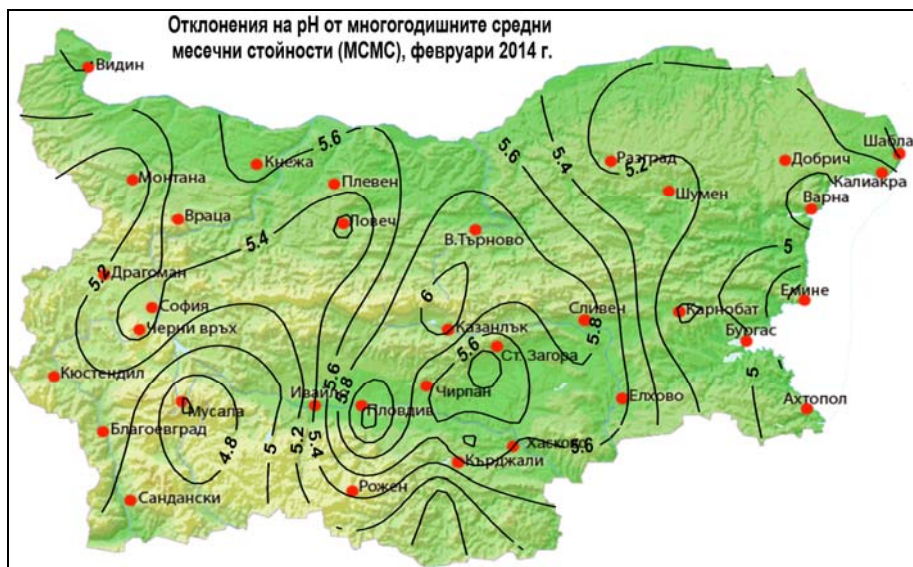 Отклонения на pH от многогодишните средни
месечни стойности (МСМС), февруари 2014 г.
Видин
5.6
5.6
5.4
Шабла
Кнежа
Разград
5.2
Добрич
Калиакра
Монтана
Плевен
Шумен
Варна
Враца
Ловеч
5.4
В.Търново
5
5.2
Драгоман
6
Емине
София
Сливен
Карнобат
Черни връх
Казанлък
5.8
Бургас
5.6
Ст. Загора
Кюстендил
5.6
5.8
Чирпан
5
Мусала
Пловдив
Елхово
Ахтопол
Благоевград
4.8
5
5.2
5.4
Хасково
5.6
Кърджали
Сандански
Рожен